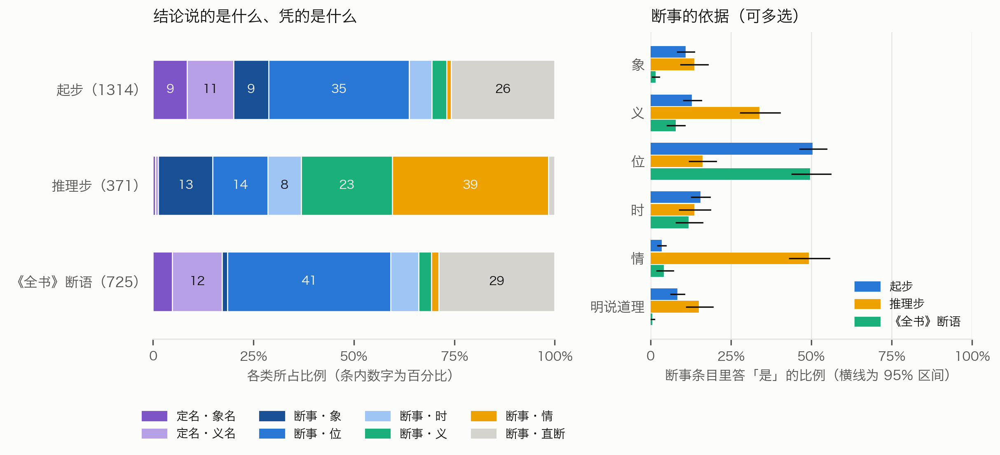 结论说的是什么、凭的是什么
起步（1314）
9 11 9 35 26
推理步（371）
13 14 8 23 39
《全书》断语（725）
12 41 29
0 25% 50% 75% 100%
各类所占比例（条内数字为百分比）
定名·象名 断事·象 断事·时 断事·情
定名·义名 断事·位 断事·义 断事·直断
断事的依据（可多选）
象
义
位
时
情
明说道理
起步
推理步
《全书》断语
0 25% 50% 75% 100%
断事条目里答「是」的比例（横线为 95% 区间）